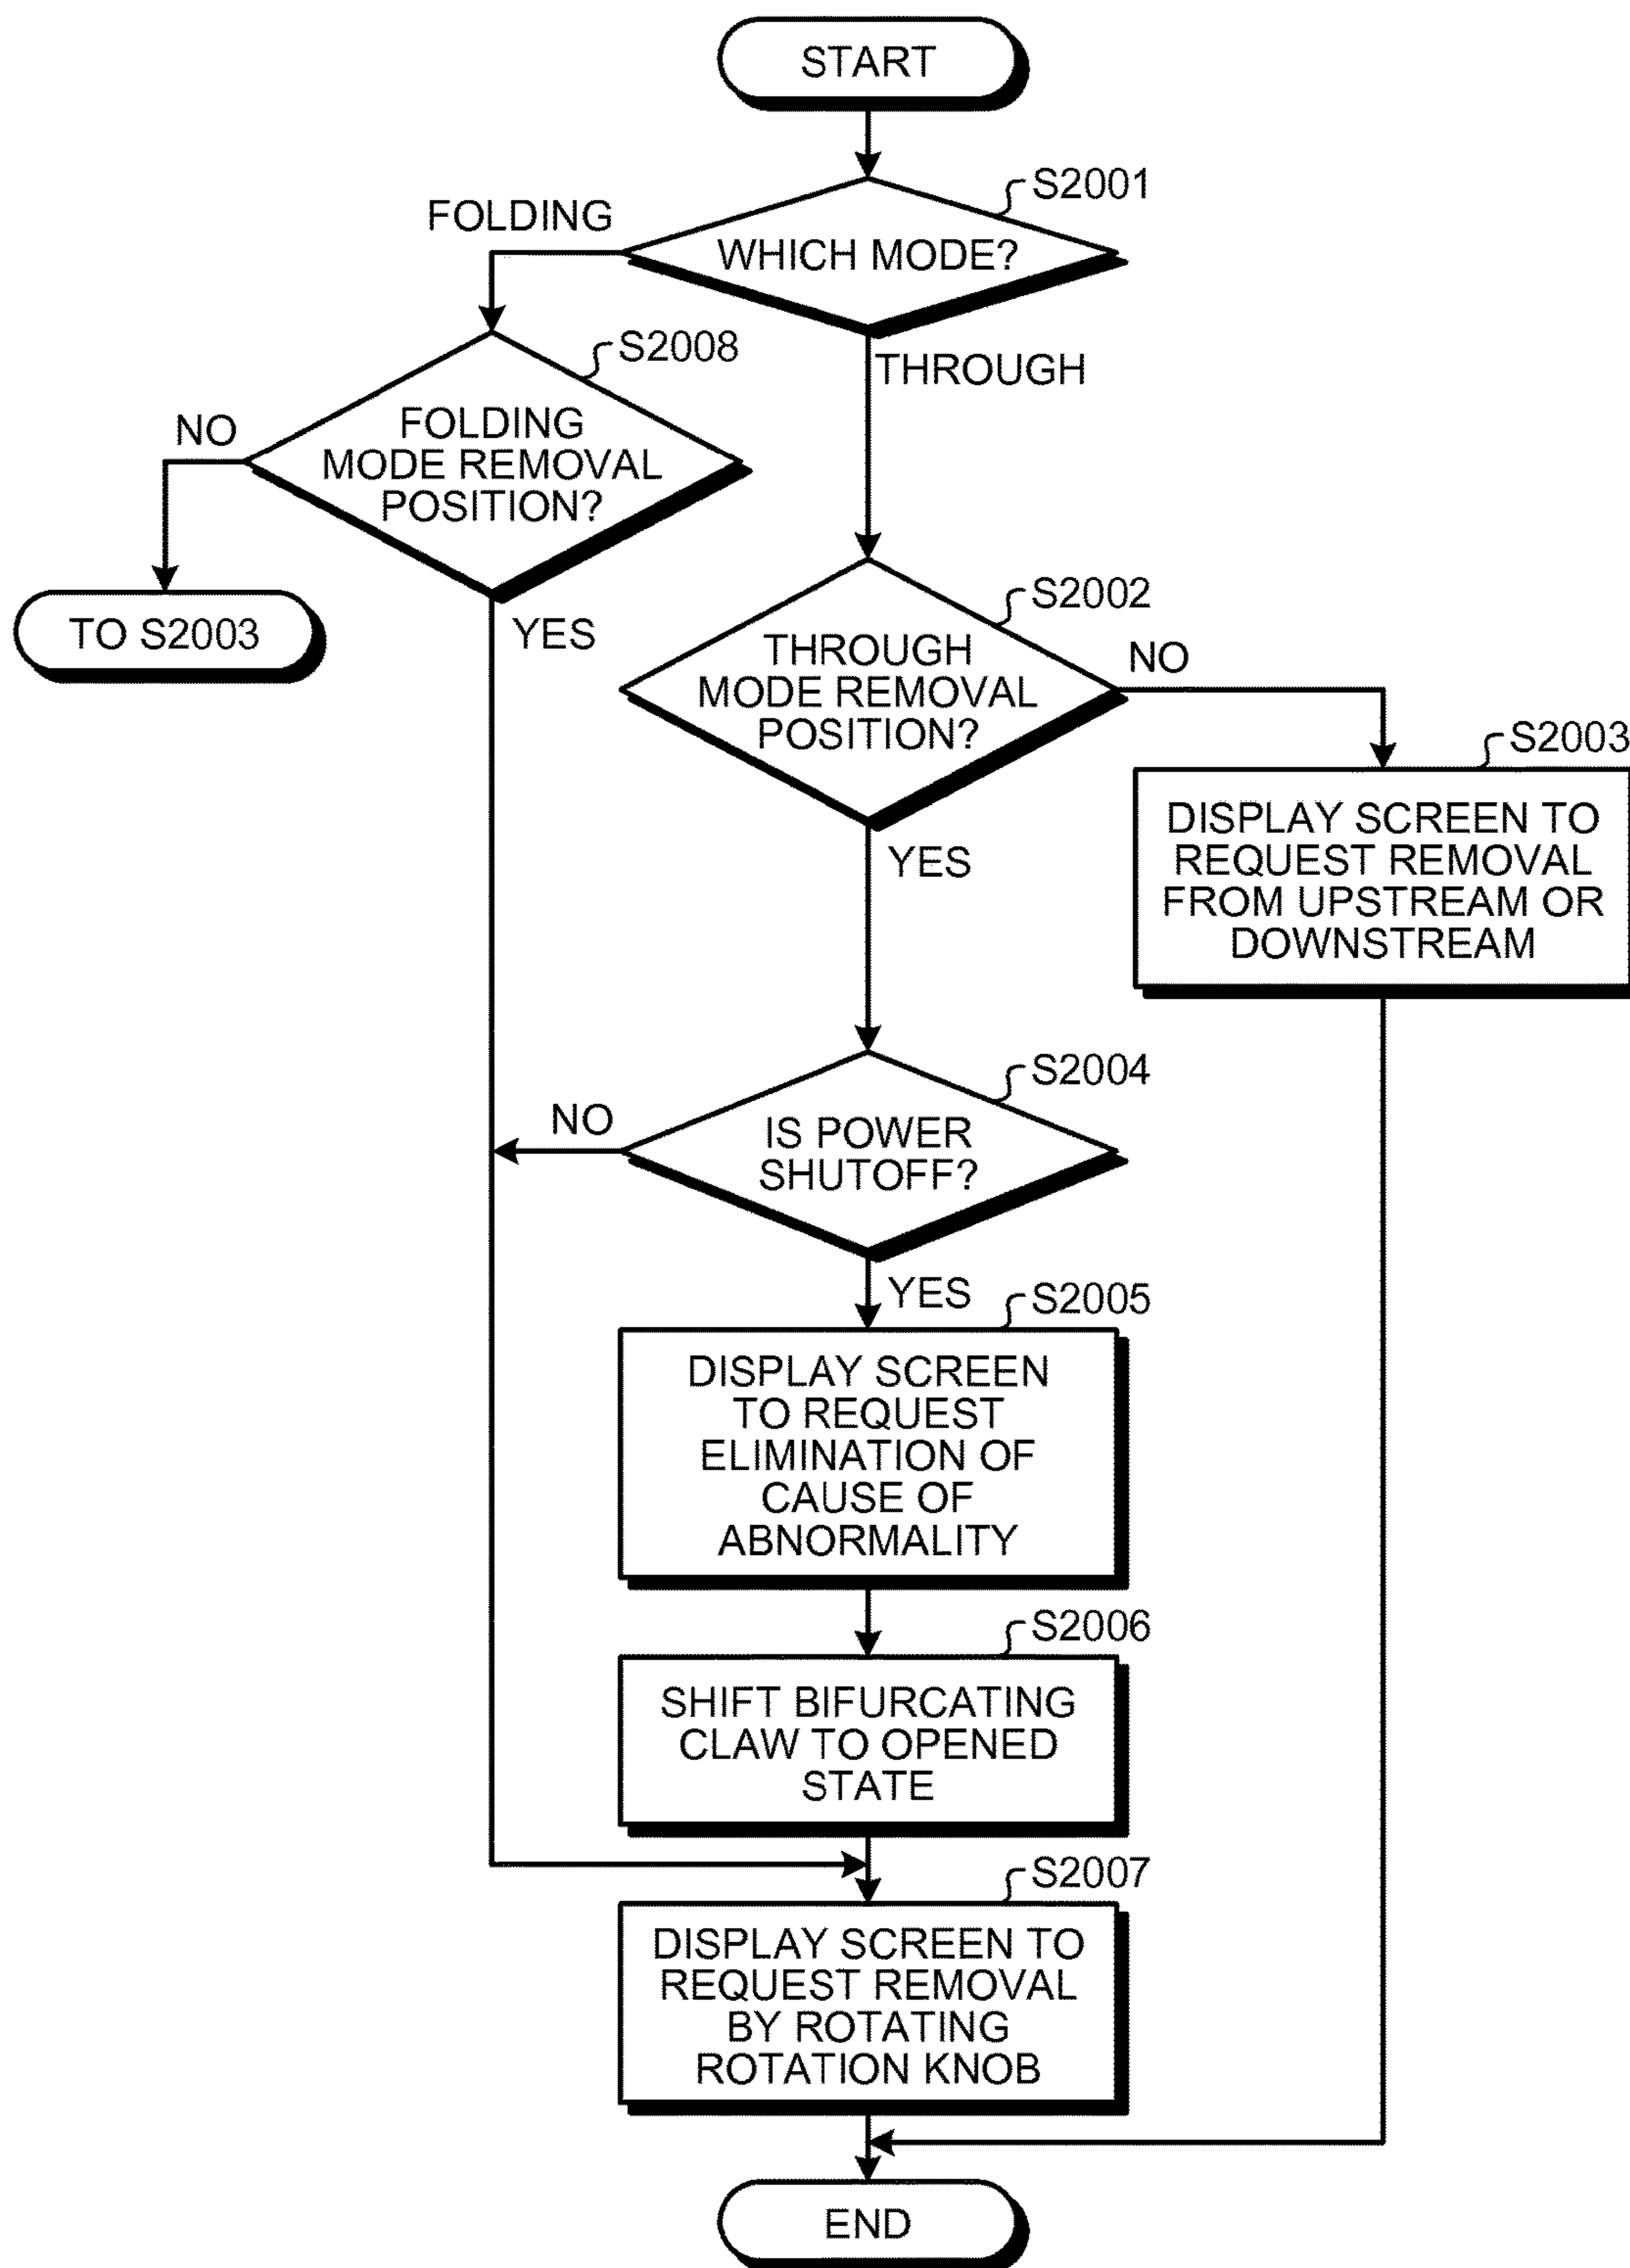 START
S2001
FOLDING
WHICH MODE?
S2008
THROUGH
NO
FOLDING
MODE REMOVAL
POSITION?
S2002
TO S2003
YES
THROUGH
MODE REMOVAL
POSITION?
NO
S2003
DISPLAY SCREEN TO
REQUEST REMOVAL
FROM UPSTREAM OR
DOWNSTREAM
YES
S2004
NO
IS POWER
SHUTOFF?
YES
S2005
DISPLAY SCREEN
TO REQUEST
ELIMINATION OF
CAUSE OF
ABNORMALITY
S2006
SHIFT BIFURCATING
CLAW TO OPENED
STATE
S2007
DISPLAY SCREEN TO
REQUEST REMOVAL
BY ROTATING
ROTATION KNOB
END